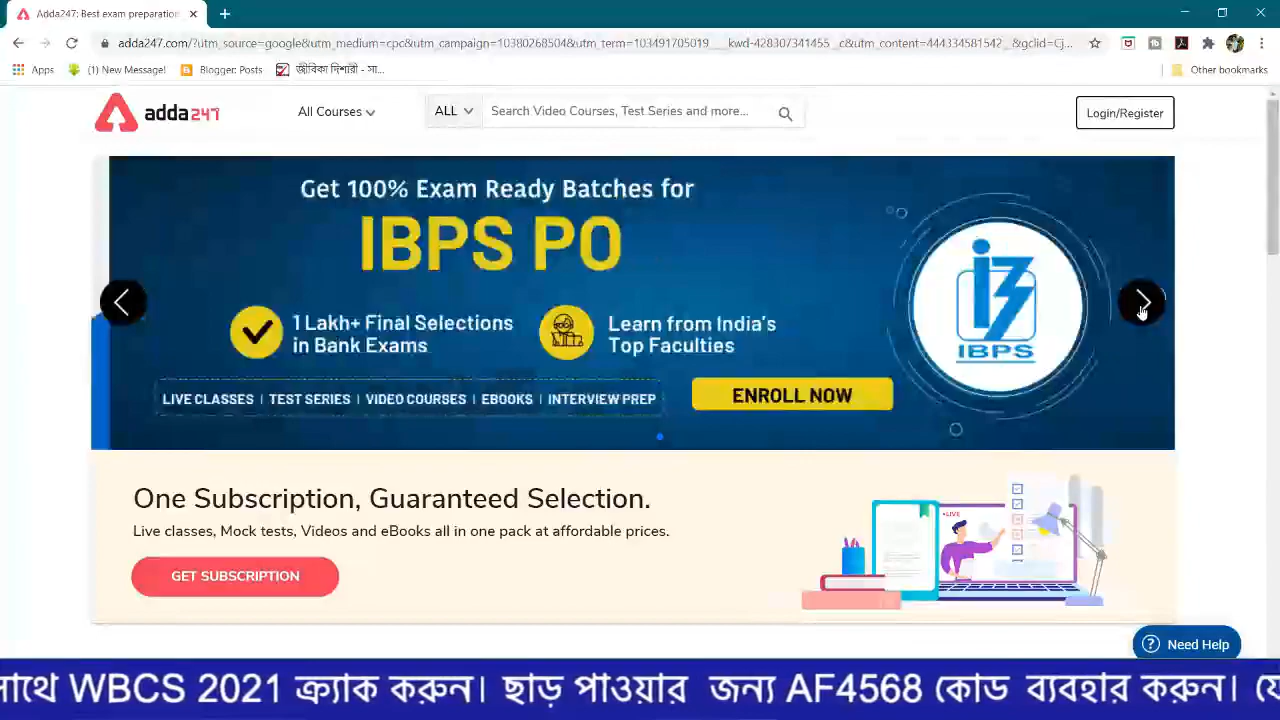 Adda247: Best exam preparation
adda247.com/?utm_source=google&utm_medium=cpc&utm_campaign=10380268504&utm_term=103491705019___kwd-428307341455__c&utm_content=444334581542__&gclid=Cj...
Apps (1) New Message! Blogger: Posts জীবিকা দিশারী - সা... Other bookmarks
adda247 All Courses ALL Search Video Courses, Test Series and more... Login/Register
Get 100% Exam Ready Batches for
IBPS PO
1 Lakh+ Final Selections
in Bank Exams
Learn from India's
Top Faculties
LIVE CLASSES | TEST SERIES | VIDEO COURSES | EBOOKS | INTERVIEW PREP
ENROLL NOW
IBPS
One Subscription, Guaranteed Selection.
Live classes, Mock tests, Videos and eBooks all in one pack at affordable prices.
GET SUBSCRIPTION
LIVE
Need Help
সাথে WBCS 2021 ক্র্যাক করুন। ছাড় পাওয়ার জন্য AF4568 কোড ব্যবহার করুন।